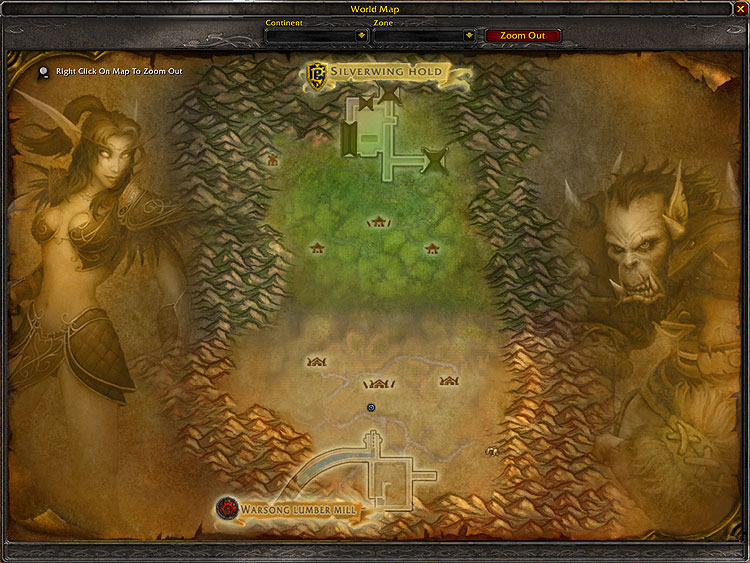 World Map
Continent
Zone
Zoom Out
Right Click On Map To Zoom Out
SILVERWING HOLD
WARSONG LUMBER MILL